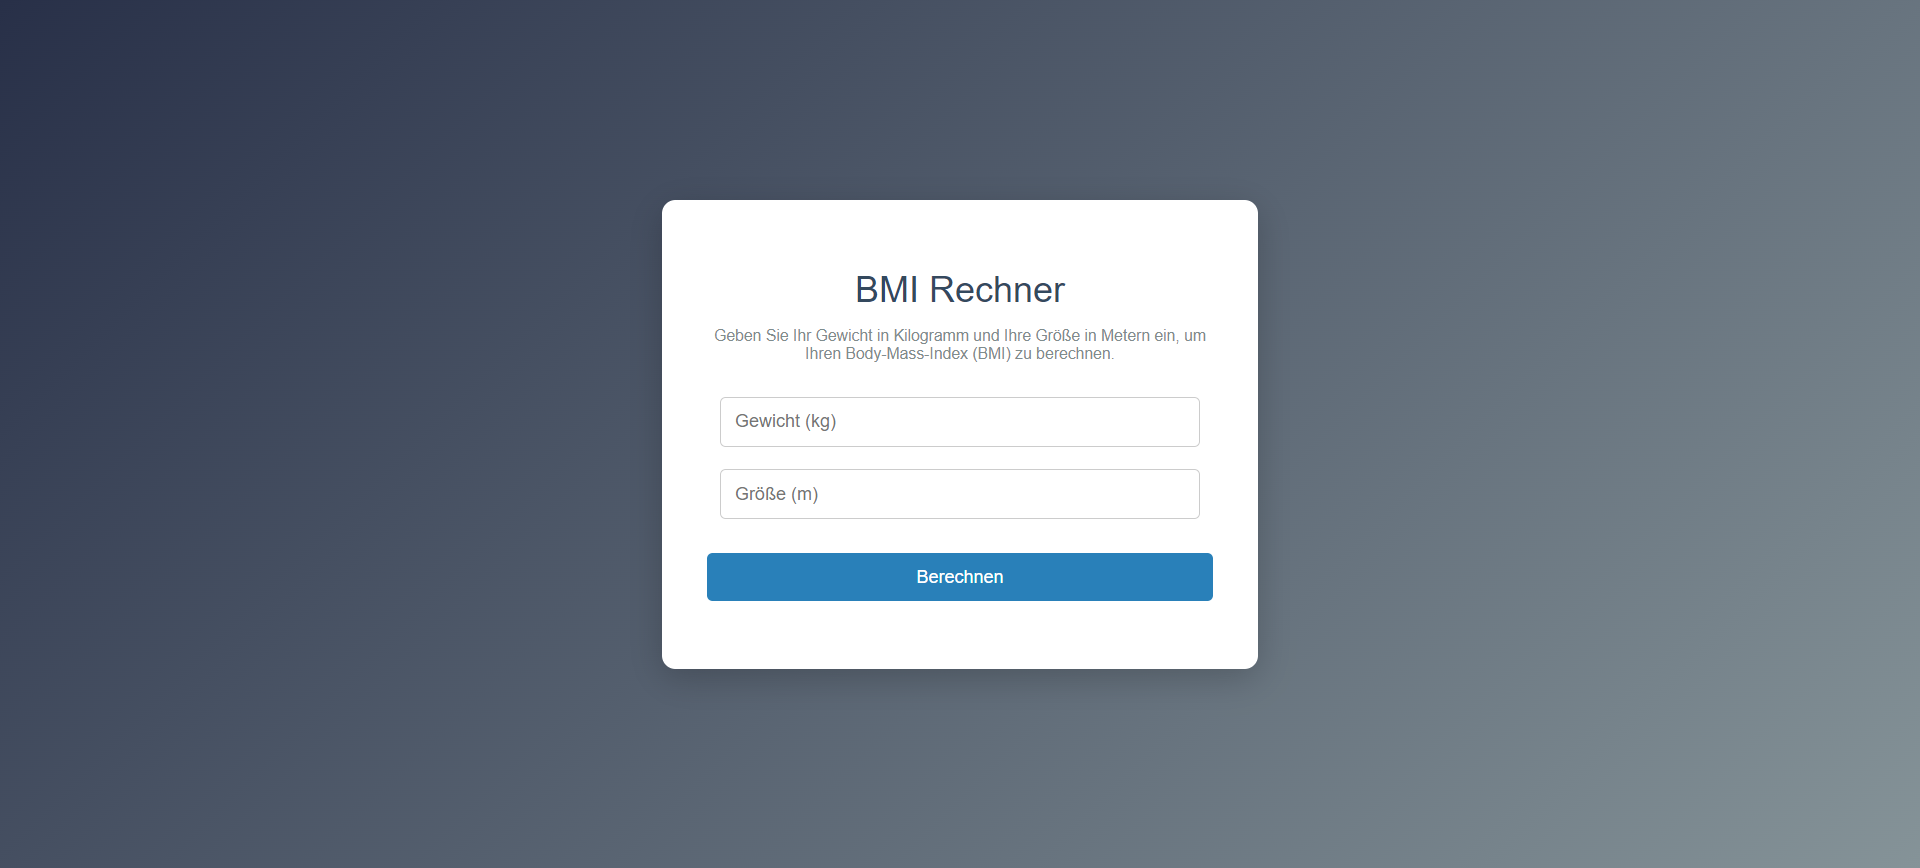 BMI Rechner
Geben Sie Ihr Gewicht in Kilogramm und Ihre Größe in Metern ein, um
Ihren Body-Mass-Index (BMI) zu berechnen.
Gewicht (kg)
Größe (m)
Berechnen